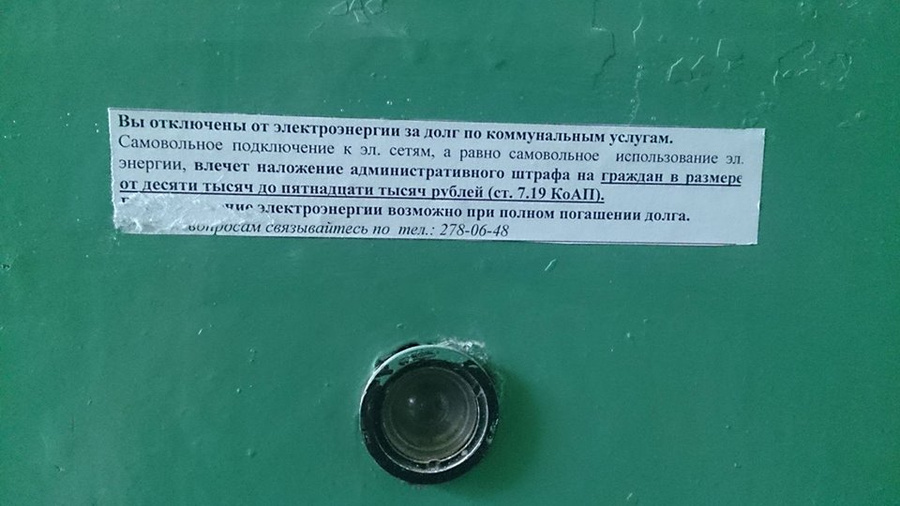 Вы отключены от электроэнергии за долг по коммунальным услугам.
Самовольное подключение к эл. сетям, а равно самовольное использование эл.
энергии, влечет наложение административного штрафа на граждан в размере
от десяти тысяч до пятнадцати тысяч рублей (ст. 7.19 КоАП).
электроэнергии возможно при полном погашении долга.
вопросам связывайтесь по тел.: 278-06-48